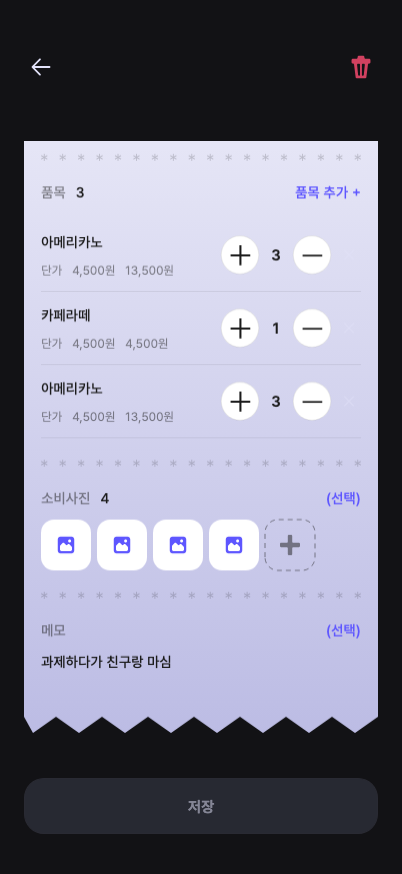 * * * * * * * * * * * * * * * * * *
품목 3 품목 추가 +
아메리카노
단가 4,500원 13,500원 3
카페라떼
단가 4,500원 4,500원 1
아메리카노
단가 4,500원 13,500원 3
* * * * * * * * * * * * * * * * * *
소비사진 4 (선택)
* * * * * * * * * * * * * * * * * *
메모 (선택)
과제하다가 친구랑 마심
저장